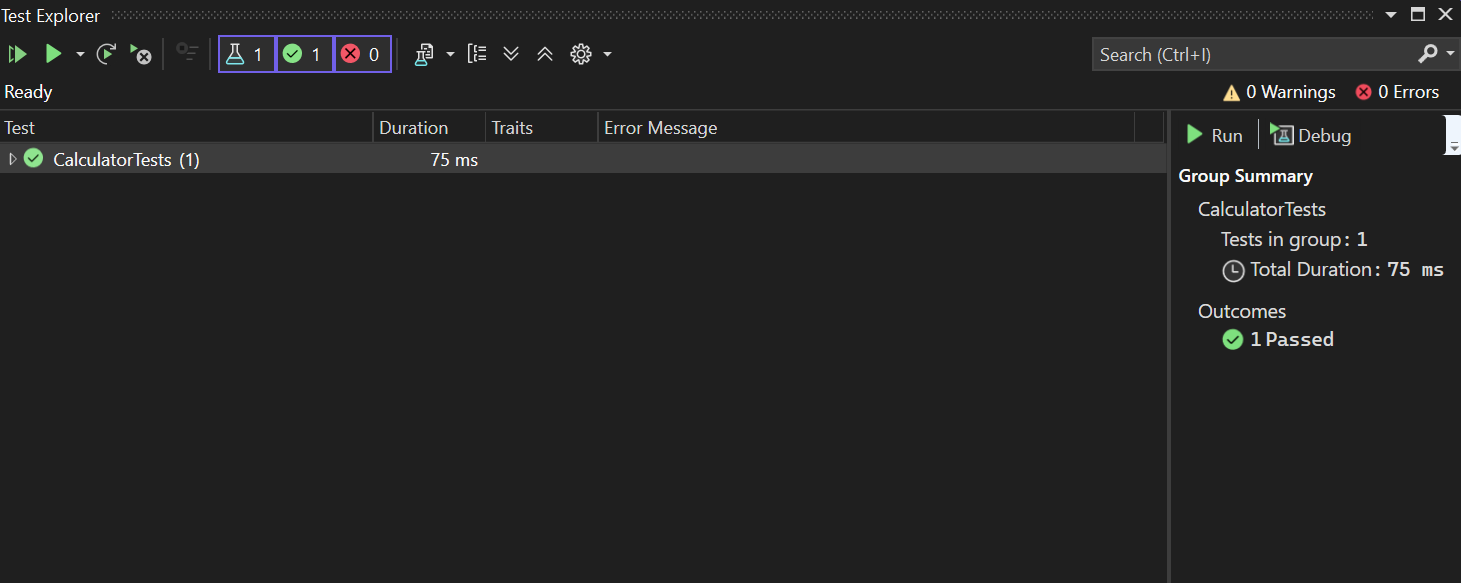 Test Explorer
1 1 0
Search (Ctrl+I)
Ready
0 Warnings 0 Errors
Test Duration Traits Error Message
CalculatorTests (1) 75 ms
Run Debug
Group Summary
CalculatorTests
Tests in group: 1
Total Duration: 75 ms
Outcomes
1 Passed